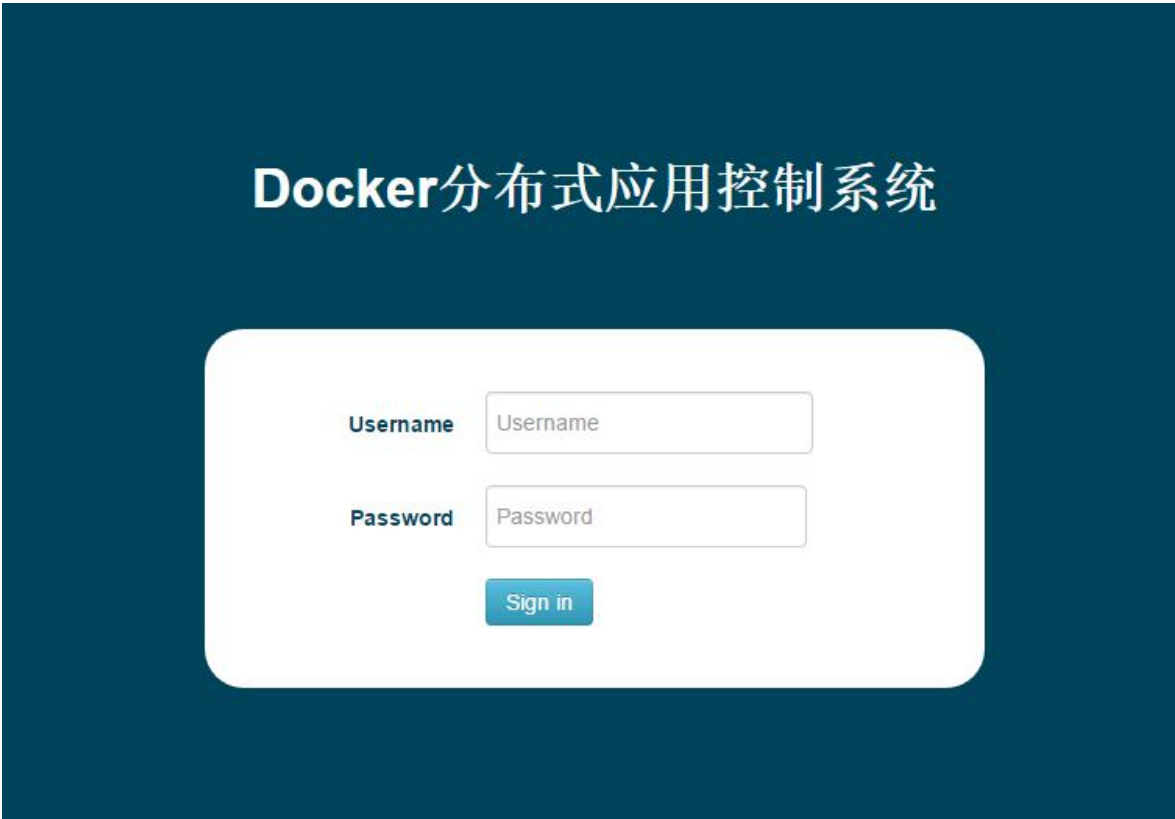 Docker分布式应用控制系统
Username Username
Password Password
Sign in